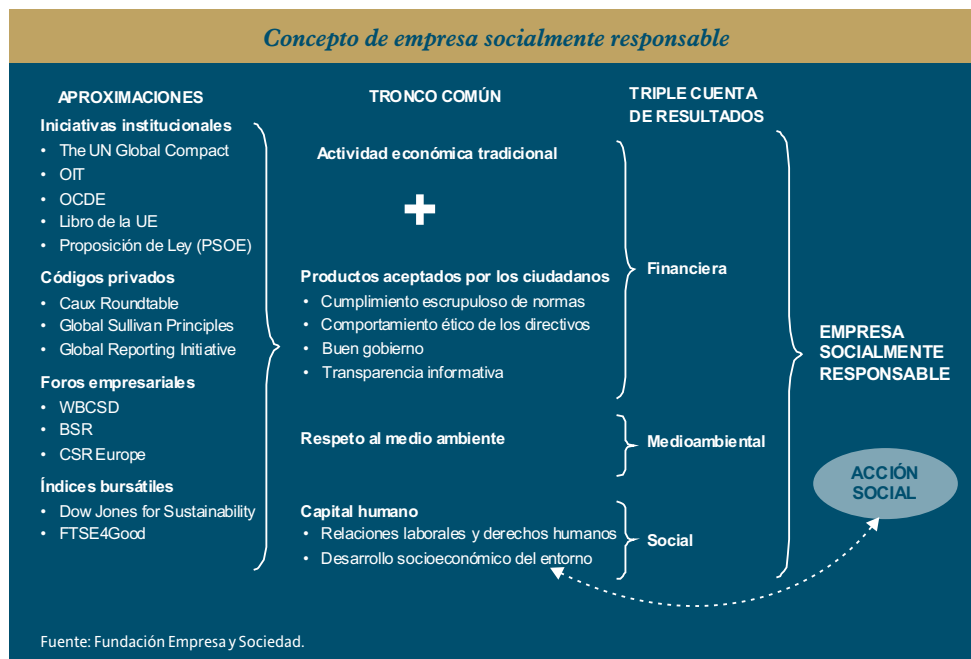 Concepto de empresa socialmente responsable
APROXIMACIONES
Iniciativas institucionales
• The UN Global Compact
• OIT
• OCDE
• Libro de la UE
• Proposición de Ley (PSOE)
Códigos privados
• Caux Roundtable
• Global Sullivan Principles
• Global Reporting Initiative
Foros empresariales
• WBCSD
• BSR
• CSR Europe
Índices bursátiles
• Dow Jones for Sustainability
• FTSE4Good
TRONCO COMÚN
Actividad económica tradicional
+
Productos aceptados por los ciudadanos
• Cumplimiento escrupuloso de normas
• Comportamiento ético de los directivos
• Buen gobierno
• Transparencia informativa
Respeto al medio ambiente
Capital humano
• Relaciones laborales y derechos humanos
• Desarrollo socioeconómico del entorno
TRIPLE CUENTA
DE RESULTADOS
Financiera
Medioambiental
Social
EMPRESA
SOCIALMENTE
RESPONSABLE
ACCIÓN
SOCIAL
Fuente: Fundación Empresa y Sociedad.